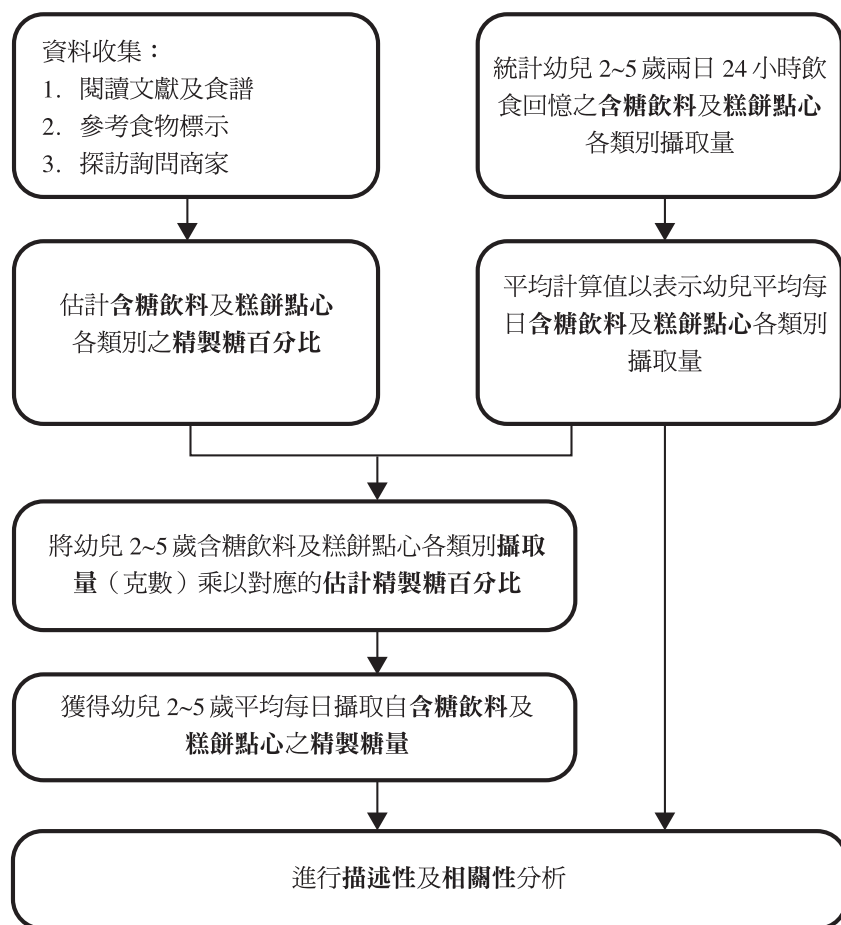 資料收集：
1. 閱讀文獻及食譜
2. 參考食物標示
3. 探訪詢問商家
統計幼兒 2~5 歲兩日 24 小時飲
食回憶之含糖飲料及糕餅點心
各類別攝取量
估計含糖飲料及糕餅點心
各類別之精製糖百分比
平均計算值以表示幼兒平均每
日含糖飲料及糕餅點心各類別
攝取量
將幼兒 2~5 歲含糖飲料及糕餅點心各類別攝取
量（克數）乘以對應的估計精製糖百分比
獲得幼兒 2~5 歲平均每日攝取自含糖飲料及
糕餅點心之精製糖量
進行描述性及相關性分析